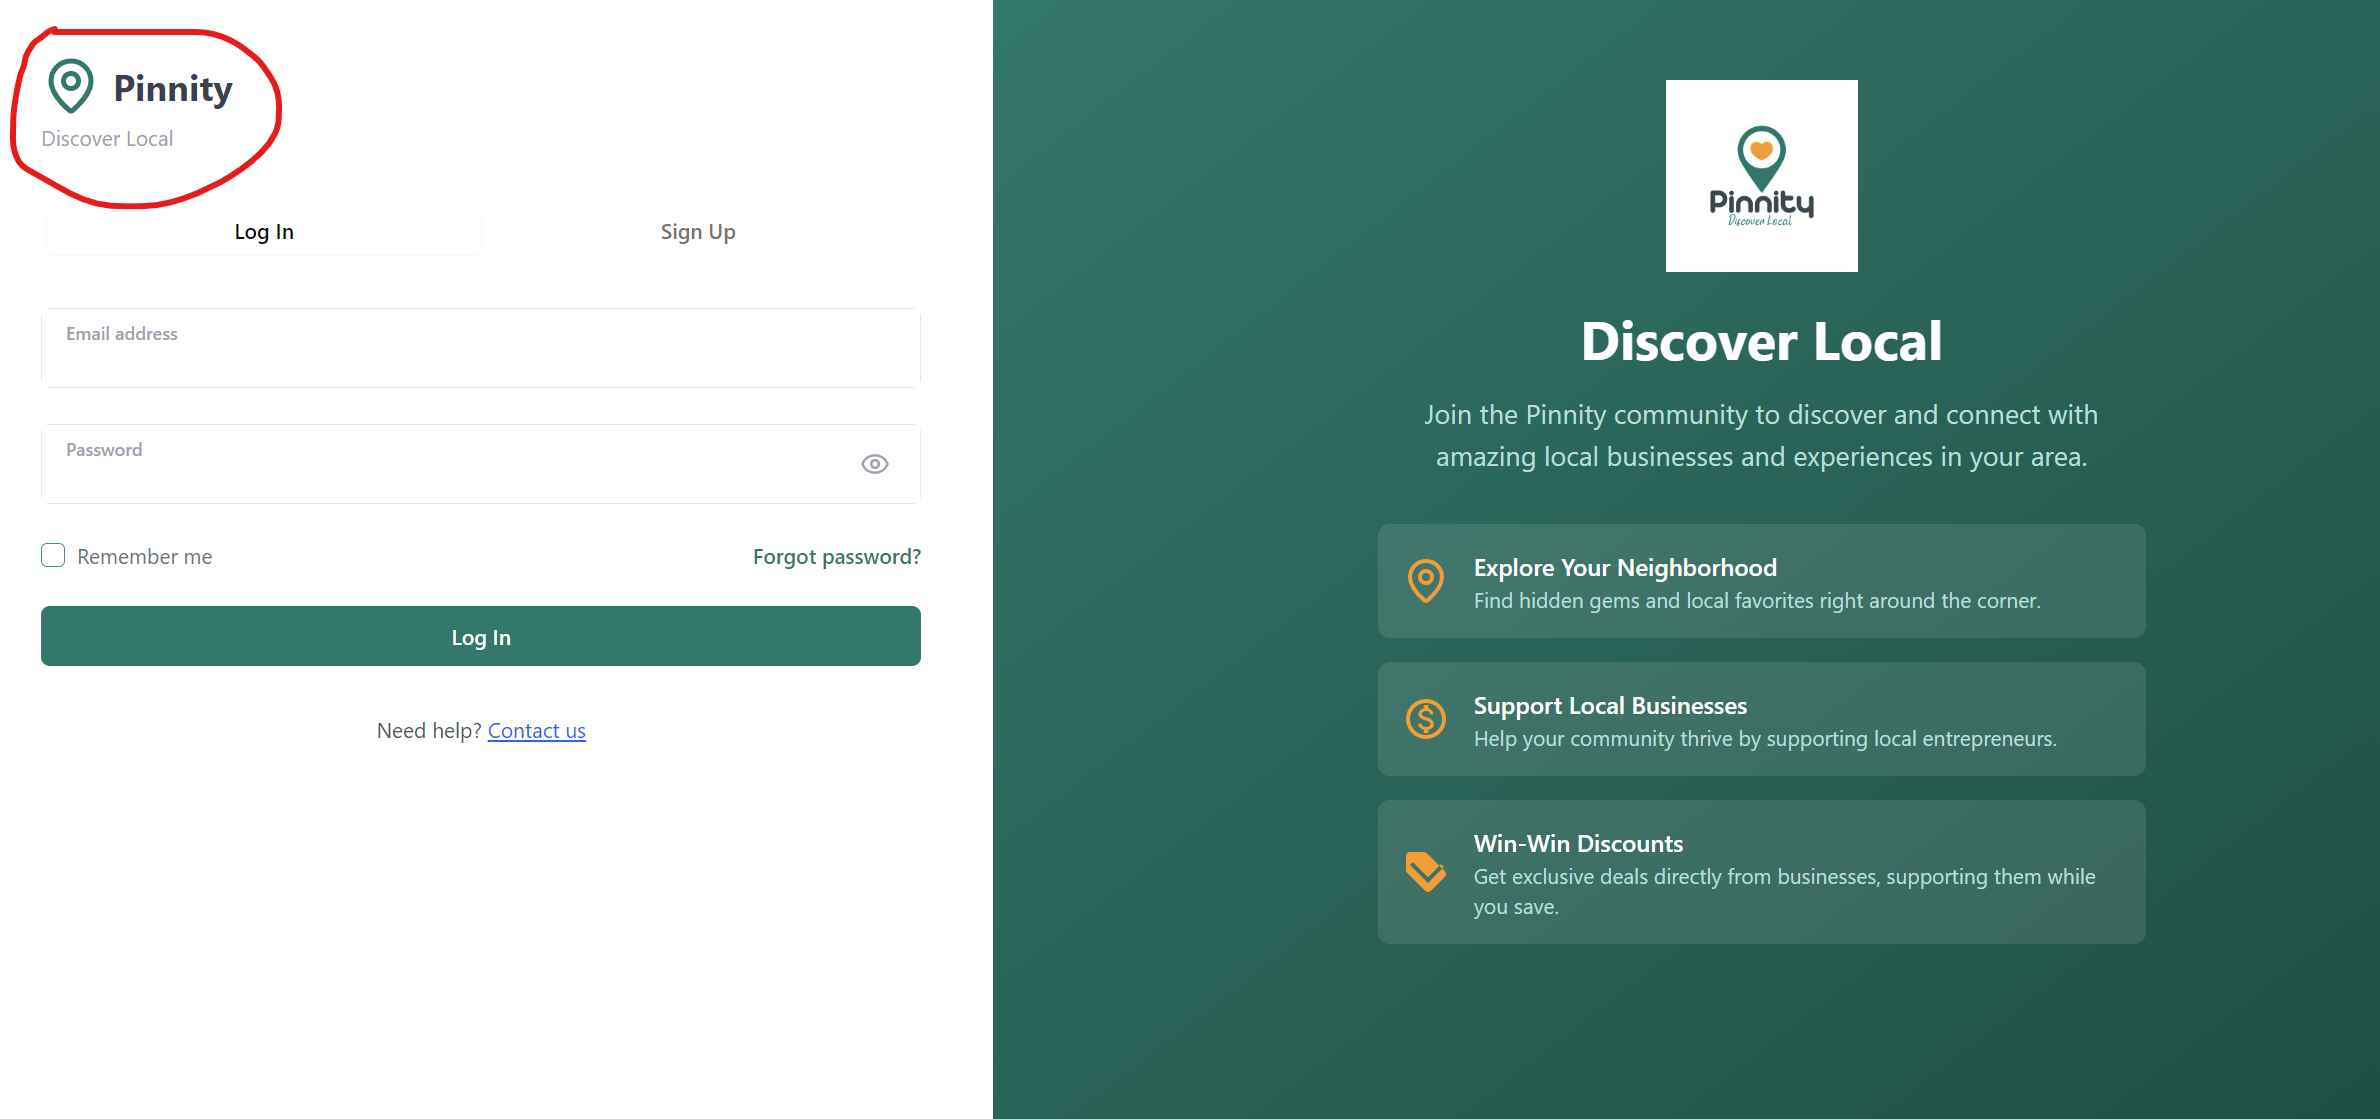 Pinnity
Discover Local
Log In
Sign Up
Email address
Password
Remember me
Forgot password?
Log In
Need help? Contact us
Pinnity
Discover Local
Discover Local
Join the Pinnity community to discover and connect with
amazing local businesses and experiences in your area.
Explore Your Neighborhood
Find hidden gems and local favorites right around the corner.
Support Local Businesses
Help your community thrive by supporting local entrepreneurs.
Win-Win Discounts
Get exclusive deals directly from businesses, supporting them while
you save.